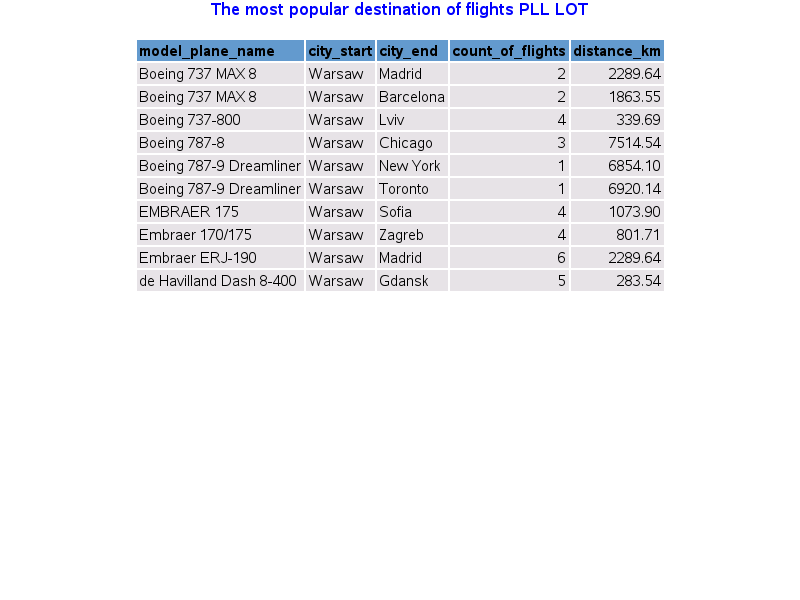 The most popular destination of flights PLL LOT
model_plane_name city_start city_end count_of_flights distance_km
Boeing 737 MAX 8 Warsaw Madrid 2 2289.64
Boeing 737 MAX 8 Warsaw Barcelona 2 1863.55
Boeing 737-800 Warsaw Lviv 4 339.69
Boeing 787-8 Warsaw Chicago 3 7514.54
Boeing 787-9 Dreamliner Warsaw New York 1 6854.10
Boeing 787-9 Dreamliner Warsaw Toronto 1 6920.14
EMBRAER 175 Warsaw Sofia 4 1073.90
Embraer 170/175 Warsaw Zagreb 4 801.71
Embraer ERJ-190 Warsaw Madrid 6 2289.64
de Havilland Dash 8-400 Warsaw Gdansk 5 283.54